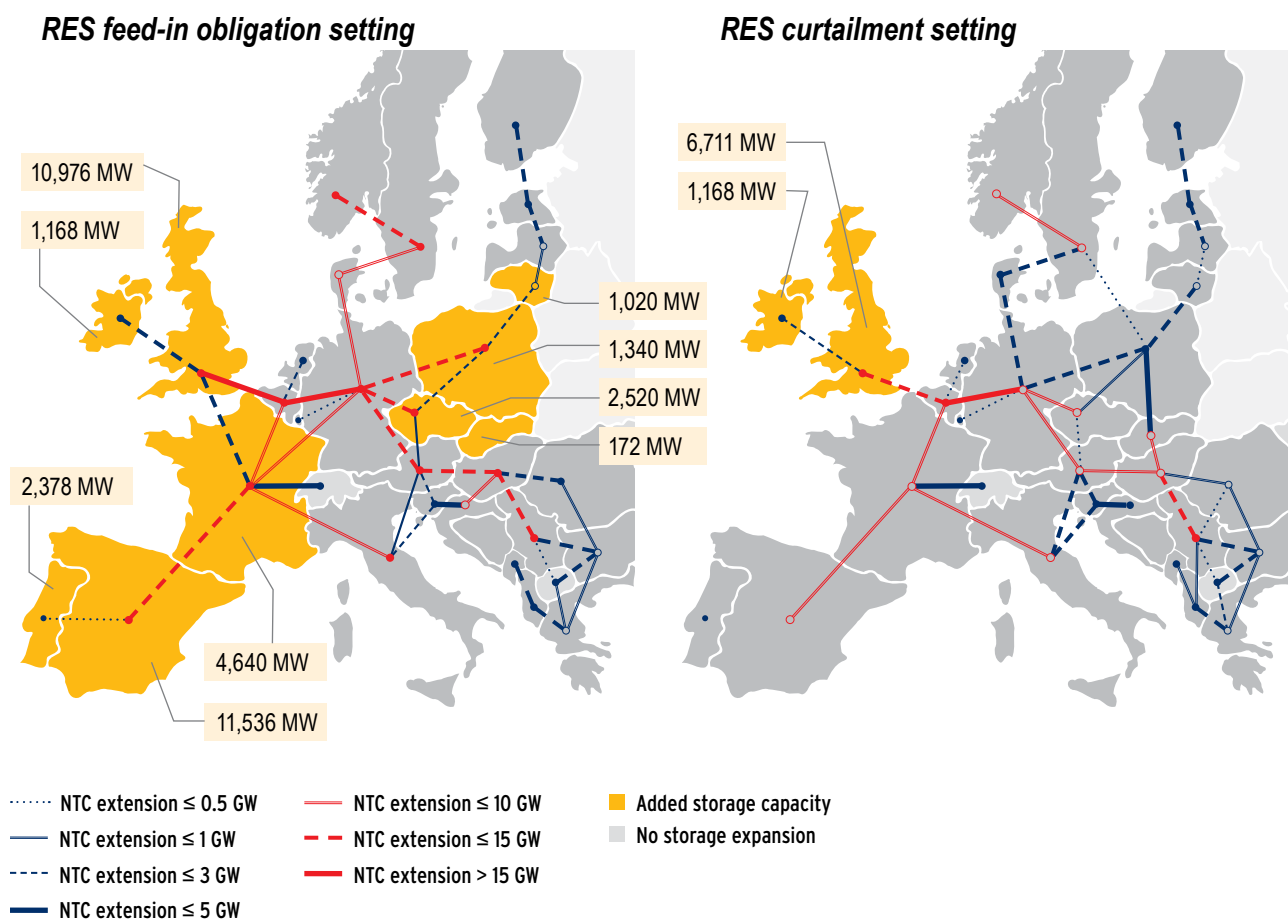 RES feed-in obligation setting
RES curtailment setting
10,976 MW
1,168 MW
1,020 MW
1,340 MW
2,520 MW
172 MW
2,378 MW
4,640 MW
11,536 MW
6,711 MW
1,168 MW
NTC extension ≤ 0.5 GW
NTC extension ≤ 1 GW
NTC extension ≤ 3 GW
NTC extension ≤ 5 GW
NTC extension ≤ 10 GW
NTC extension ≤ 15 GW
NTC extension > 15 GW
Added storage capacity
No storage expansion